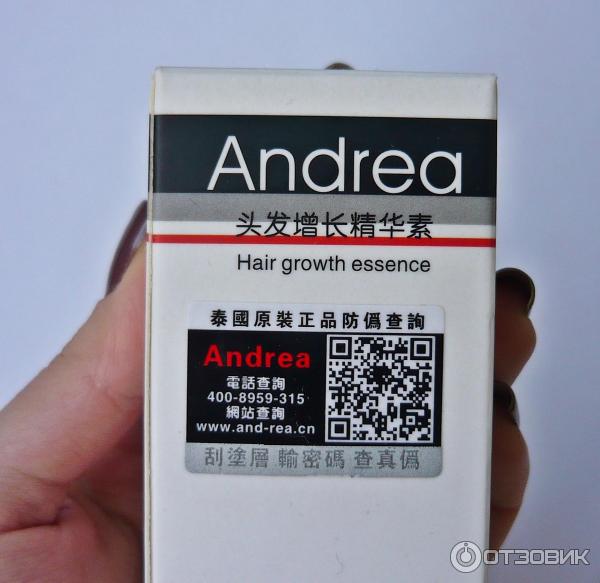 Andrea
头发增长精华素
Hair growth essence
泰國原裝正品防僞查詢
Andrea
電話查詢
400-8959-315
網站查詢
www.and-rea.cn
刮塗層 輸密碼 查真僞
ОТЗОВИК